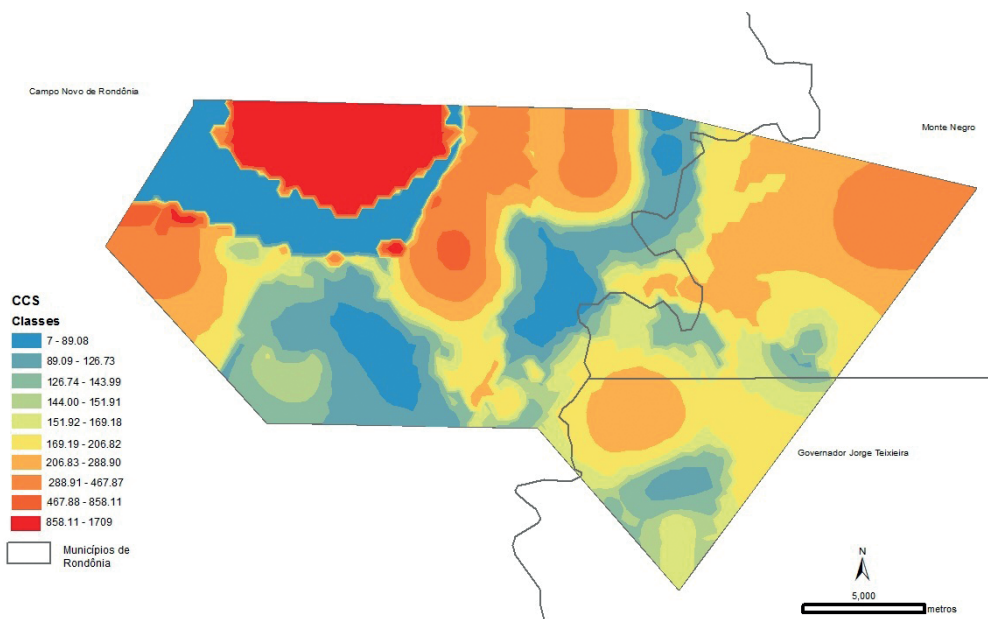 Campo Novo de Rondônia
Monte Negro
CCS
Classes
7 - 89.08
89.09 - 126.73
126.74 - 143.99
144.00 - 151.91
151.92 - 169.18
169.19 - 206.82
206.83 - 288.90
288.91 - 467.87
467.88 - 858.11
858.11 - 1709
Municípios de
Rondônia
Governador Jorge Teixieira
N
5,000
metros